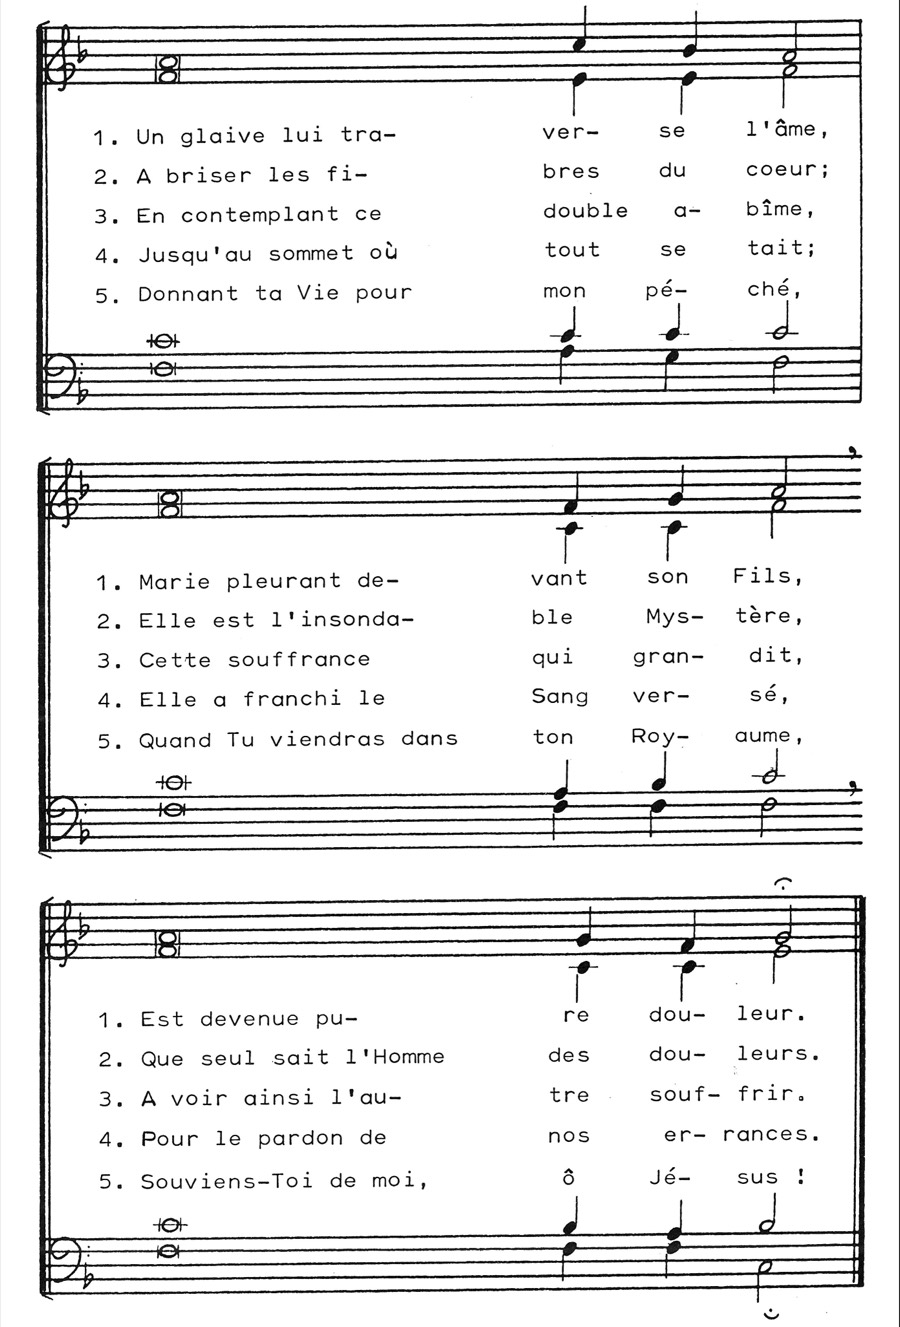 1. Un glaive lui tra- ver- se l'âme,
2. A briser les fi- bres du coeur;
3. En contemplant ce double a- bîme,
4. Jusqu'au sommet où tout se tait;
5. Donnant ta Vie pour mon pé- ché,
1. Marie pleurant de- vant son Fils,
2. Elle est l'insonda- ble Mys- tère,
3. Cette souffrance qui gran- dit,
4. Elle a franchi le Sang ver- sé,
5. Quand Tu viendras dans ton Roy- aume,
1. Est devenue pu- re dou- leur.
2. Que seul sait l'Homme des dou- leurs.
3. A voir ainsi l'au- tre souf- frir.
4. Pour le pardon de nos er- rances.
5. Souviens-Toi de moi, ô Jé- sus !